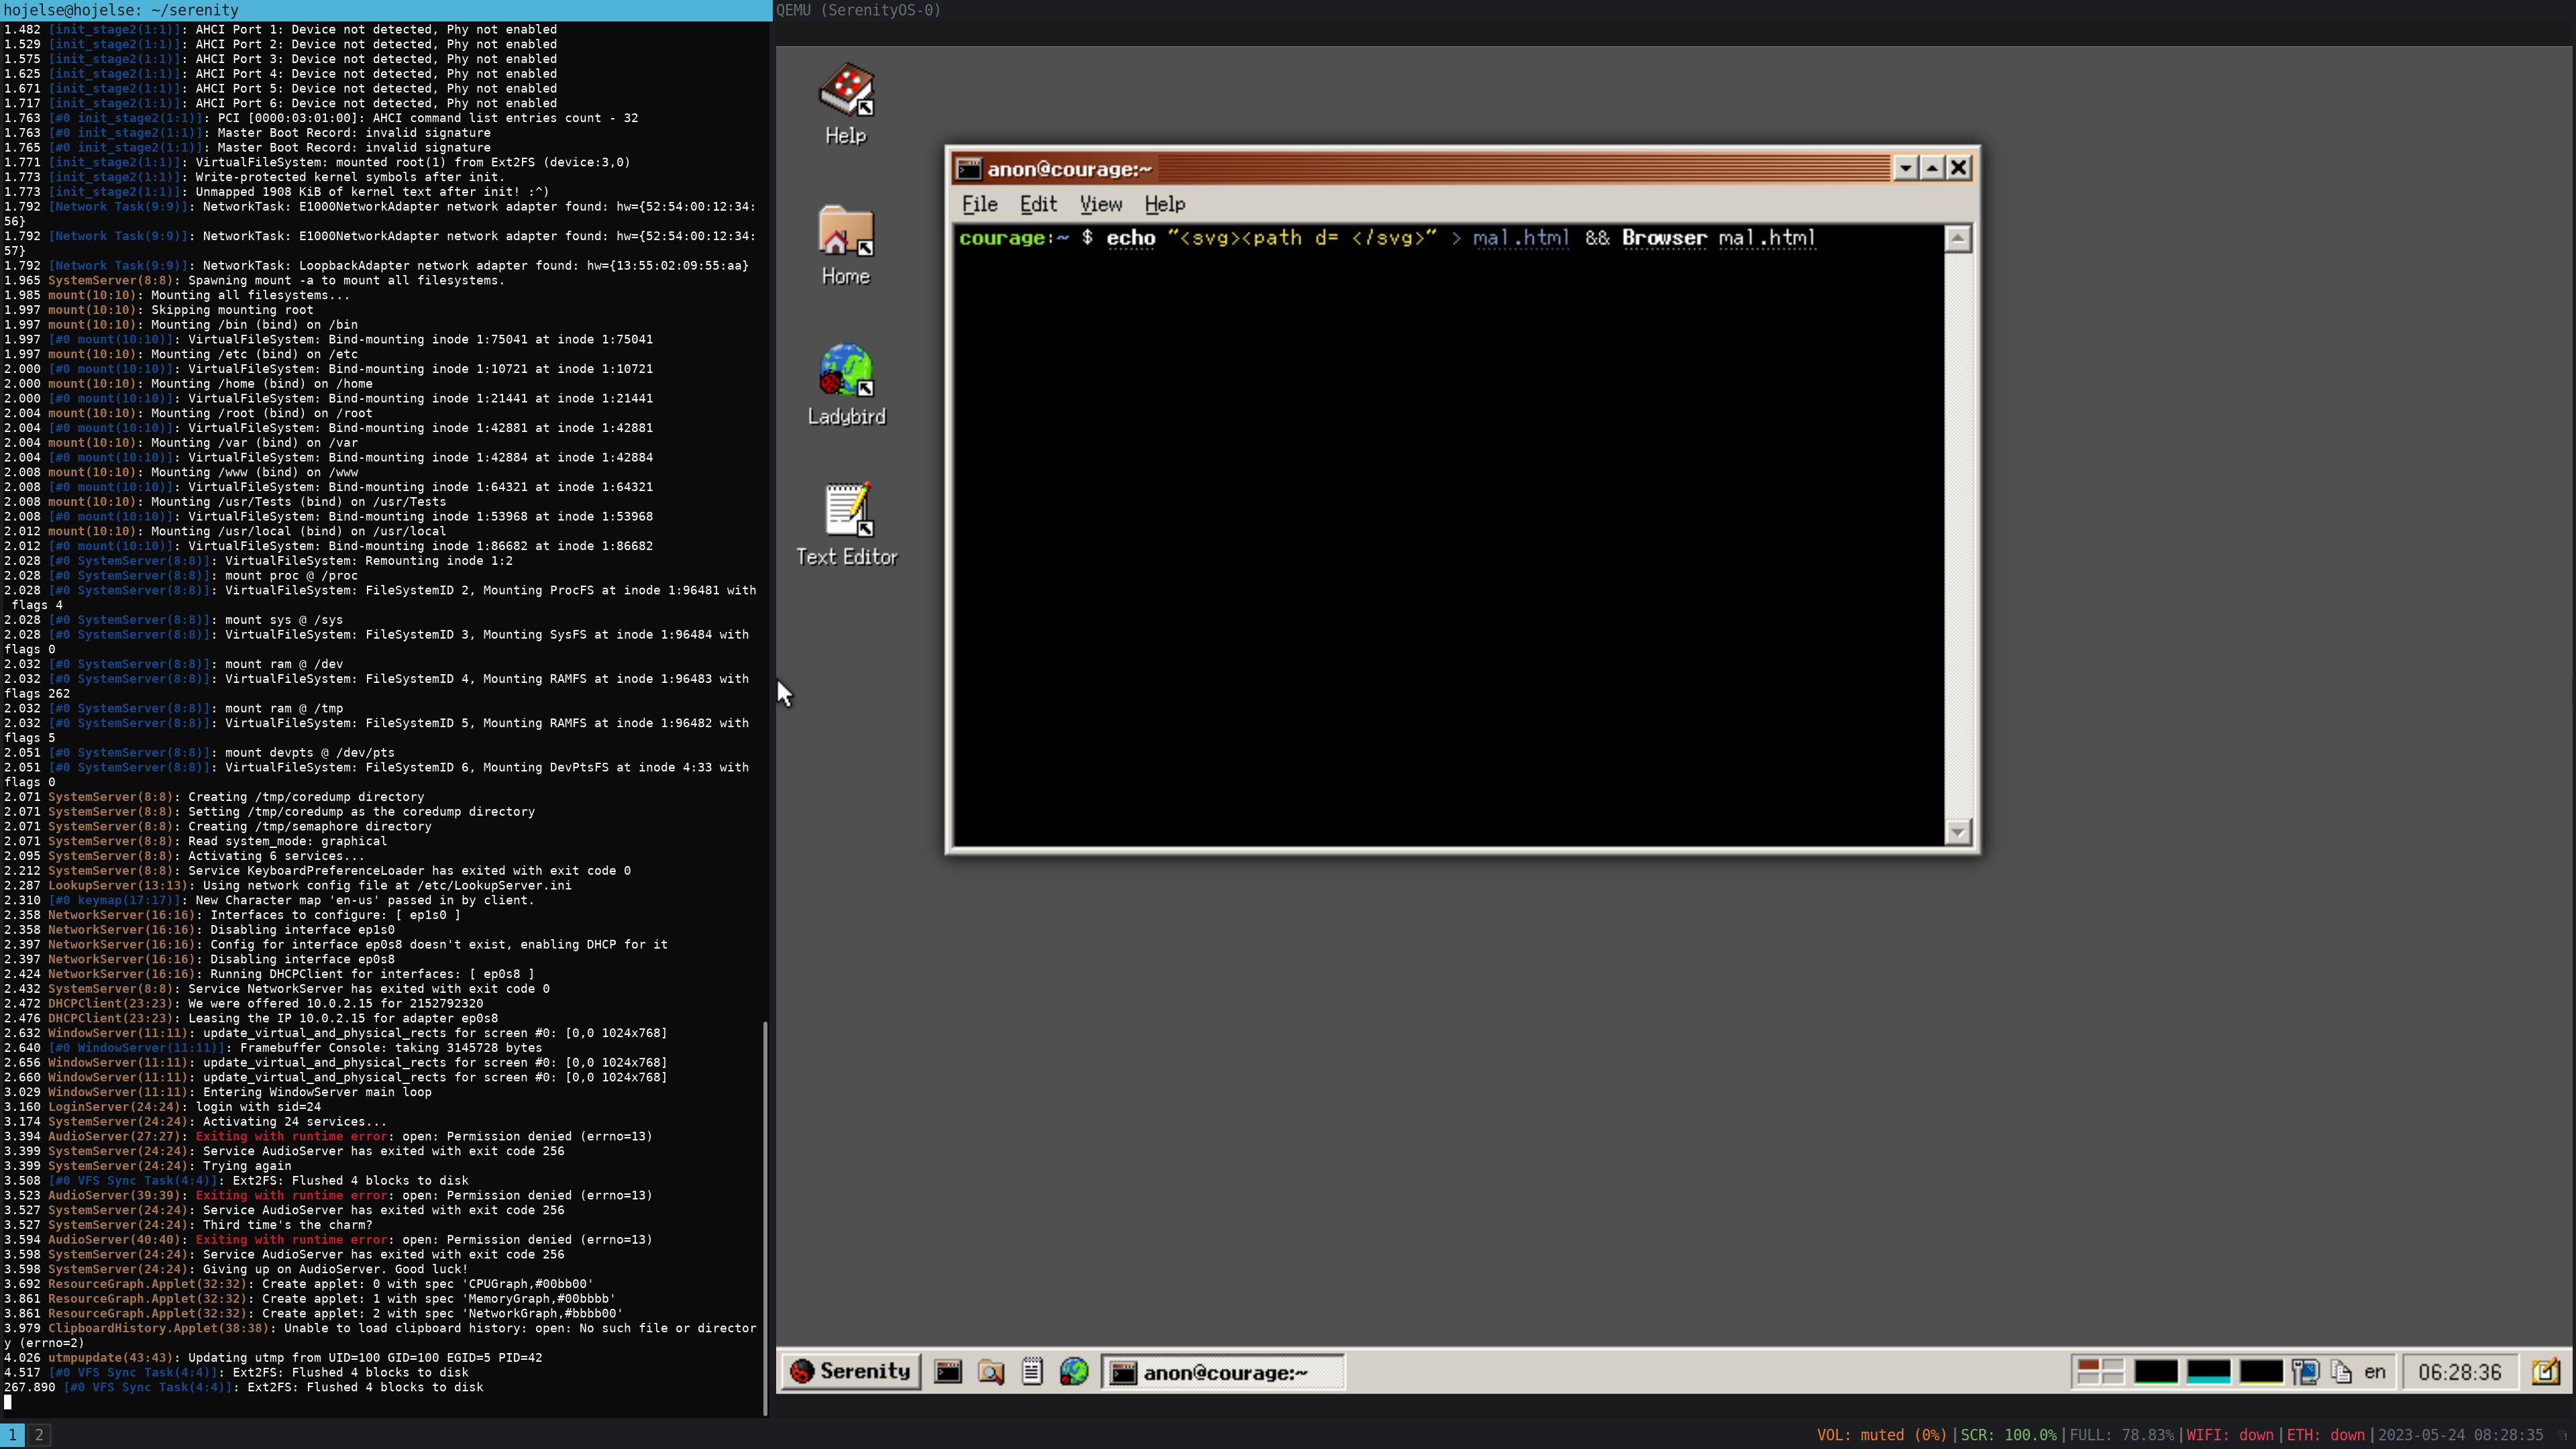 hojelse@hojelse: ~/serenity
1.482 [init_stage2(1:1)]: AHCI Port 1: Device not detected, Phy not enabled
1.529 [init_stage2(1:1)]: AHCI Port 2: Device not detected, Phy not enabled
1.575 [init_stage2(1:1)]: AHCI Port 3: Device not detected, Phy not enabled
1.625 [init_stage2(1:1)]: AHCI Port 4: Device not detected, Phy not enabled
1.671 [init_stage2(1:1)]: AHCI Port 5: Device not detected, Phy not enabled
1.717 [init_stage2(1:1)]: AHCI Port 6: Device not detected, Phy not enabled
1.763 [#0 init_stage2(1:1)]: PCI [0000:03:01:00]: AHCI command list entries count - 32
1.763 [#0 init_stage2(1:1)]: Master Boot Record: invalid signature
1.765 [#0 init_stage2(1:1)]: Master Boot Record: invalid signature
1.771 [init_stage2(1:1)]: VirtualFileSystem: mounted root(1) from Ext2FS (device:3,0)
1.773 [init_stage2(1:1)]: Write-protected kernel symbols after init.
1.773 [init_stage2(1:1)]: Unmapped 1908 KiB of kernel text after init! :^)
1.792 [Network Task(9:9)]: NetworkTask: E1000NetworkAdapter network adapter found: hw={52:54:00:12:34:
56}
1.792 [Network Task(9:9)]: NetworkTask: E1000NetworkAdapter network adapter found: hw={52:54:00:12:34:
57}
1.792 [Network Task(9:9)]: NetworkTask: LoopbackAdapter network adapter found: hw={13:55:02:09:55:aa}
1.965 SystemServer(8:8): Spawning mount -a to mount all filesystems.
1.985 mount(10:10): Mounting all filesystems...
1.997 mount(10:10): Skipping mounting root
1.997 mount(10:10): Mounting /bin (bind) on /bin
1.997 [#0 mount(10:10)]: VirtualFileSystem: Bind-mounting inode 1:75041 at inode 1:75041
1.997 mount(10:10): Mounting /etc (bind) on /etc
2.000 [#0 mount(10:10)]: VirtualFileSystem: Bind-mounting inode 1:10721 at inode 1:10721
2.000 mount(10:10): Mounting /home (bind) on /home
2.000 [#0 mount(10:10)]: VirtualFileSystem: Bind-mounting inode 1:21441 at inode 1:21441
2.004 mount(10:10): Mounting /root (bind) on /root
2.004 [#0 mount(10:10)]: VirtualFileSystem: Bind-mounting inode 1:42881 at inode 1:42881
2.004 mount(10:10): Mounting /var (bind) on /var
2.004 [#0 mount(10:10)]: VirtualFileSystem: Bind-mounting inode 1:42884 at inode 1:42884
2.008 mount(10:10): Mounting /www (bind) on /www
2.008 [#0 mount(10:10)]: VirtualFileSystem: Bind-mounting inode 1:64321 at inode 1:64321
2.008 mount(10:10): Mounting /usr/Tests (bind) on /usr/Tests
2.008 [#0 mount(10:10)]: VirtualFileSystem: Bind-mounting inode 1:53968 at inode 1:53968
2.012 mount(10:10): Mounting /usr/local (bind) on /usr/local
2.012 [#0 mount(10:10)]: VirtualFileSystem: Bind-mounting inode 1:86682 at inode 1:86682
2.028 [#0 SystemServer(8:8)]: VirtualFileSystem: Remounting inode 1:2
2.028 [#0 SystemServer(8:8)]: mount proc @ /proc
2.028 [#0 SystemServer(8:8)]: VirtualFileSystem: FileSystemID 2, Mounting ProcFS at inode 1:96481 with
flags 4
2.028 [#0 SystemServer(8:8)]: mount sys @ /sys
2.028 [#0 SystemServer(8:8)]: VirtualFileSystem: FileSystemID 3, Mounting SysFS at inode 1:96484 with
flags 0
2.032 [#0 SystemServer(8:8)]: mount ram @ /dev
2.032 [#0 SystemServer(8:8)]: VirtualFileSystem: FileSystemID 4, Mounting RAMFS at inode 1:96483 with
flags 262
2.032 [#0 SystemServer(8:8)]: mount ram @ /tmp
2.032 [#0 SystemServer(8:8)]: VirtualFileSystem: FileSystemID 5, Mounting RAMFS at inode 1:96482 with
flags 5
2.051 [#0 SystemServer(8:8)]: mount devpts @ /dev/pts
2.051 [#0 SystemServer(8:8)]: VirtualFileSystem: FileSystemID 6, Mounting DevPtsFS at inode 4:33 with
flags 0
2.071 SystemServer(8:8): Creating /tmp/coredump directory
2.071 SystemServer(8:8): Setting /tmp/coredump as the coredump directory
2.071 SystemServer(8:8): Creating /tmp/semaphore directory
2.071 SystemServer(8:8): Read system_mode: graphical
2.095 SystemServer(8:8): Activating 6 services...
2.212 SystemServer(8:8): Service KeyboardPreferenceLoader has exited with exit code 0
2.287 LookupServer(13:13): Using network config file at /etc/LookupServer.ini
2.310 [#0 keymap(17:17)]: New Character map 'en-us' passed in by client.
2.358 NetworkServer(16:16): Interfaces to configure: [ ep1s0 ]
2.358 NetworkServer(16:16): Disabling interface ep1s0
2.397 NetworkServer(16:16): Config for interface ep0s8 doesn't exist, enabling DHCP for it
2.397 NetworkServer(16:16): Disabling interface ep0s8
2.424 NetworkServer(16:16): Running DHCPClient for interfaces: [ ep0s8 ]
2.432 SystemServer(8:8): Service NetworkServer has exited with exit code 0
2.472 DHCPClient(23:23): We were offered 10.0.2.15 for 2152792320
2.476 DHCPClient(23:23): Leasing the IP 10.0.2.15 for adapter ep0s8
2.632 WindowServer(11:11): update_virtual_and_physical_rects for screen #0: [0,0 1024x768]
2.640 [#0 WindowServer(11:11)]: Framebuffer Console: taking 3145728 bytes
2.656 WindowServer(11:11): update_virtual_and_physical_rects for screen #0: [0,0 1024x768]
2.660 WindowServer(11:11): update_virtual_and_physical_rects for screen #0: [0,0 1024x768]
3.029 WindowServer(11:11): Entering WindowServer main loop
3.160 LoginServer(24:24): login with sid=24
3.174 SystemServer(24:24): Activating 24 services...
3.394 AudioServer(27:27): Exiting with runtime error: open: Permission denied (errno=13)
3.399 SystemServer(24:24): Service AudioServer has exited with exit code 256
3.399 SystemServer(24:24): Trying again
3.508 [#0 VFS Sync Task(4:4)]: Ext2FS: Flushed 4 blocks to disk
3.523 AudioServer(39:39): Exiting with runtime error: open: Permission denied (errno=13)
3.527 SystemServer(24:24): Service AudioServer has exited with exit code 256
3.527 SystemServer(24:24): Third time's the charm?
3.594 AudioServer(40:40): Exiting with runtime error: open: Permission denied (errno=13)
3.598 SystemServer(24:24): Service AudioServer has exited with exit code 256
3.598 SystemServer(24:24): Giving up on AudioServer. Good luck!
3.692 ResourceGraph.Applet(32:32): Create applet: 0 with spec 'CPUGraph,#00bb00'
3.861 ResourceGraph.Applet(32:32): Create applet: 1 with spec 'MemoryGraph,#00bbbb'
3.861 ResourceGraph.Applet(32:32): Create applet: 2 with spec 'NetworkGraph,#bbbb00'
3.979 ClipboardHistory.Applet(38:38): Unable to load clipboard history: open: No such file or director
y (errno=2)
4.026 utmpupdate(43:43): Updating utmp from UID=100 GID=100 EGID=5 PID=42
4.517 [#0 VFS Sync Task(4:4)]: Ext2FS: Flushed 4 blocks to disk
267.890 [#0 VFS Sync Task(4:4)]: Ext2FS: Flushed 4 blocks to disk
QEMU (SerenityOS-0)
Help
Home
Ladybird
Text Editor
anon@courage:~
File Edit View Help
courage:~ $ echo "<svg><path d= </svg>" > mal.html && Browser mal.html
Serenity
anon@courage:~
en
06:28:36
1 2
VOL: muted (0%)|SCR: 100.0%|FULL: 78.83%|WIFI: down|ETH: down|2023-05-24 08:28:35